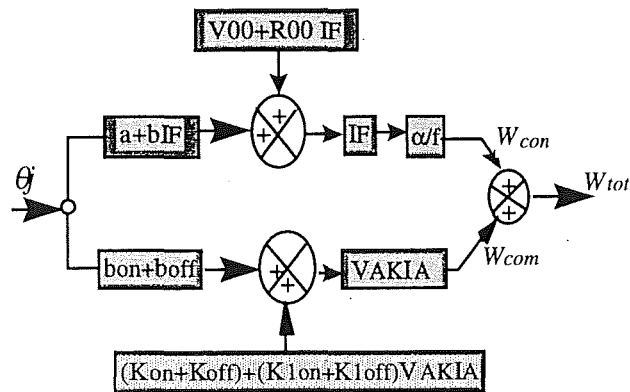 V00+R00 IF
a+bIF
+
+
IF
α/f
Wcon
θj
+
+
Wtot
bon+boff
+
+
VAKIA
Wcom
(Kon+Koff)+(K1on+K1off)VAKIA